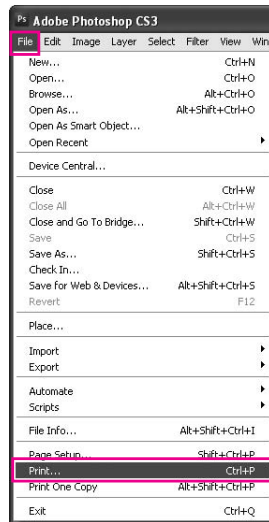 Ps Adobe Photoshop CS3
File Edit Image Layer Select Filter View Win
New... Ctrl+N
Open... Ctrl+O
Browse... Alt+Ctrl+O
Open As... Alt+Shift+Ctrl+O
Open As Smart Object...
Open Recent
Device Central...
Close Ctrl+W
Close All Alt+Ctrl+W
Close and Go To Bridge... Shift+Ctrl+W
Save Ctrl+S
Save As... Shift+Ctrl+S
Check In...
Save for Web & Devices... Alt+Shift+Ctrl+S
Revert F12
Place...
Import
Export
Automate
Scripts
File Info... Alt+Shift+Ctrl+I
Page Setup... Shift+Ctrl+P
Print... Ctrl+P
Print One Copy Alt+Shift+Ctrl+P
Exit Ctrl+Q